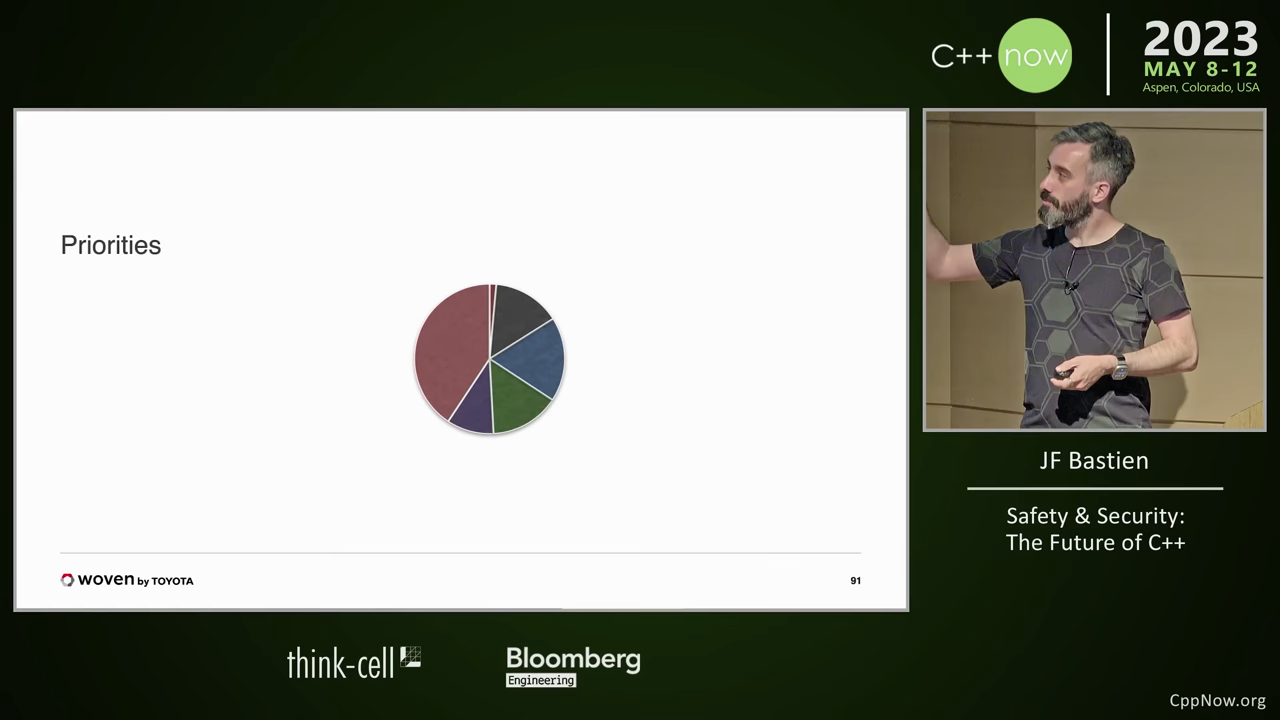 C++ now
2023
MAY 8-12
Aspen, Colorado, USA
Priorities
woven by TOYOTA
91
JF Bastien
Safety & Security:
The Future of C++
think-cell
Bloomberg
Engineering
CppNow.org